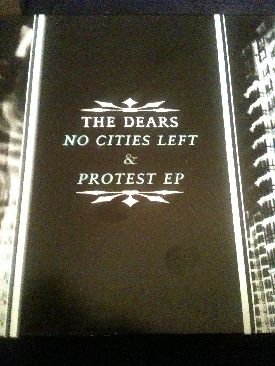 THE DEARS
NO CITIES LEFT
&
PROTEST EP